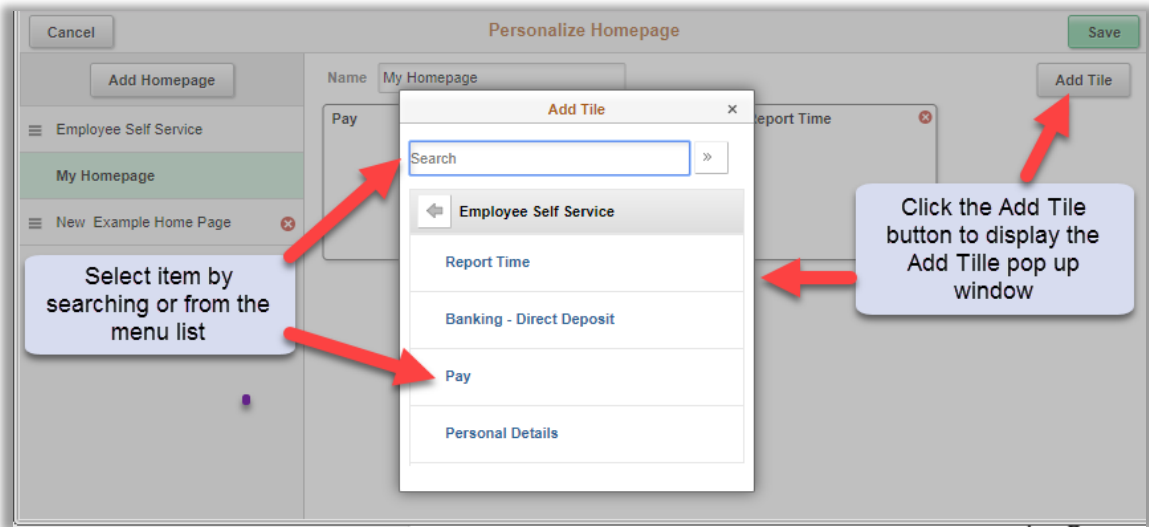 Cancel
Personalize Homepage
Save
Add Homepage
Name My Homepage
Add Tile
Employee Self Service
My Homepage
New Example Home Page
Pay
Report Time
Add Tile
×
Search
»
Employee Self Service
Report Time
Banking - Direct Deposit
Pay
Personal Details
Select item by
searching or from the
menu list
Click the Add Tile
button to display the
Add Tille pop up
window